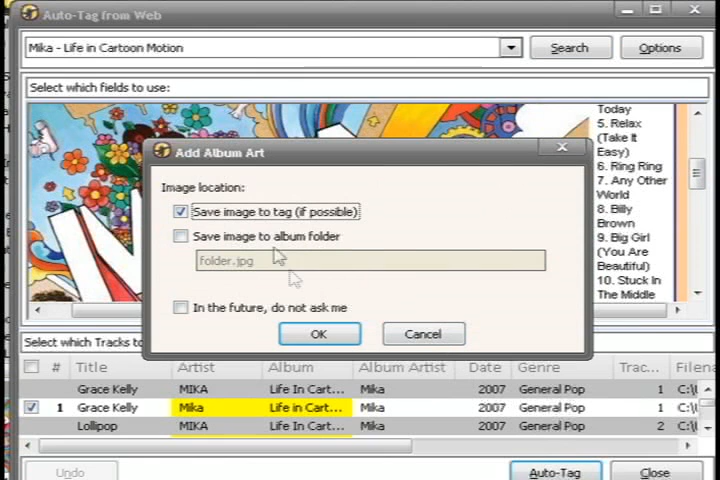 Auto-Tag from Web
Mika - Life in Cartoon Motion
Search
Options
Select which fields to use:
Today
5. Relax
(Take It
Easy)
6. Ring Ring
7. Any Other
World
8. Billy
Brown
9. Big Girl
(You Are
Beautiful)
10. Stuck In
The Middle
Add Album Art
Image location:
Save image to tag (if possible)
Save image to album folder
folder.jpg
In the future, do not ask me
OK
Cancel
Select which Tracks to
# Title Artist Album Album Artist Date Genre Trac...
Grace Kelly MIKA Life In Cart... Mika 2007 General Pop 1 C:\
1 Grace Kelly Mika Life in Cart... Mika 2007 General Pop 1 C:\
Lollipop MIKA Life In Cart... Mika 2007 General Pop 2 C:\
Undo
Auto-Tag
Close